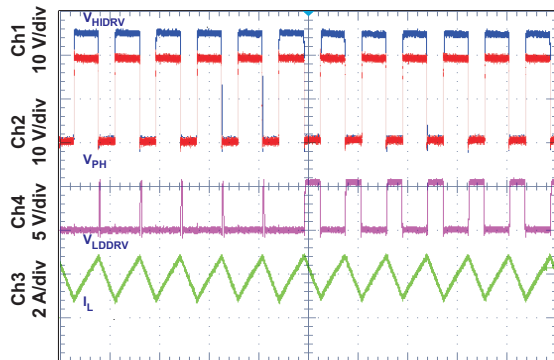 Ch1
10 V/div
VHIDRV
Ch2
10 V/div
VPH
Ch4
5 V/div
VLDDRV
Ch3
2 A/div
IL